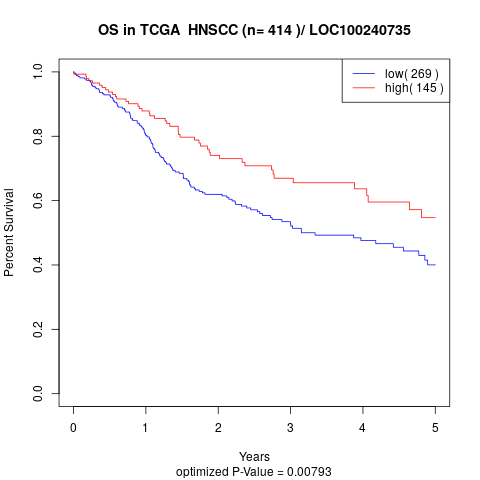 OS in TCGA  HNSCC (n= 414 )/ LOC100240735
low( 269 )
high( 145 )
Percent Survival
1.0
0.8
0.6
0.4
0.2
0.0
0 1 2 3 4 5
Years
optimized P-Value = 0.00793